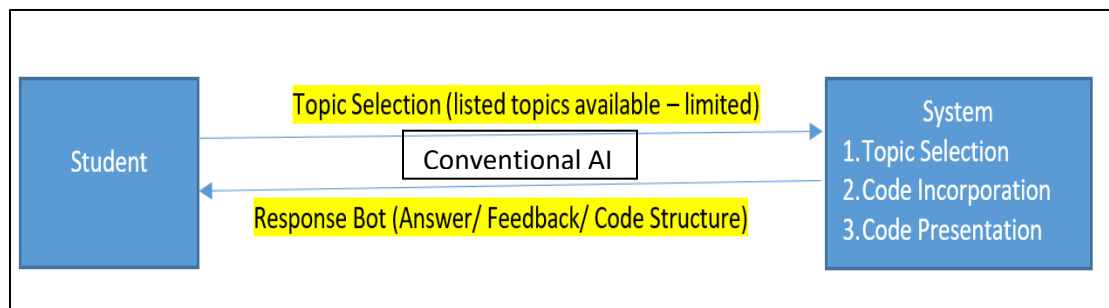 Student
Topic Selection (listed topics available – limited)
Conventional AI
Response Bot (Answer/ Feedback/ Code Structure)
System
1.Topic Selection
2.Code Incorporation
3.Code Presentation